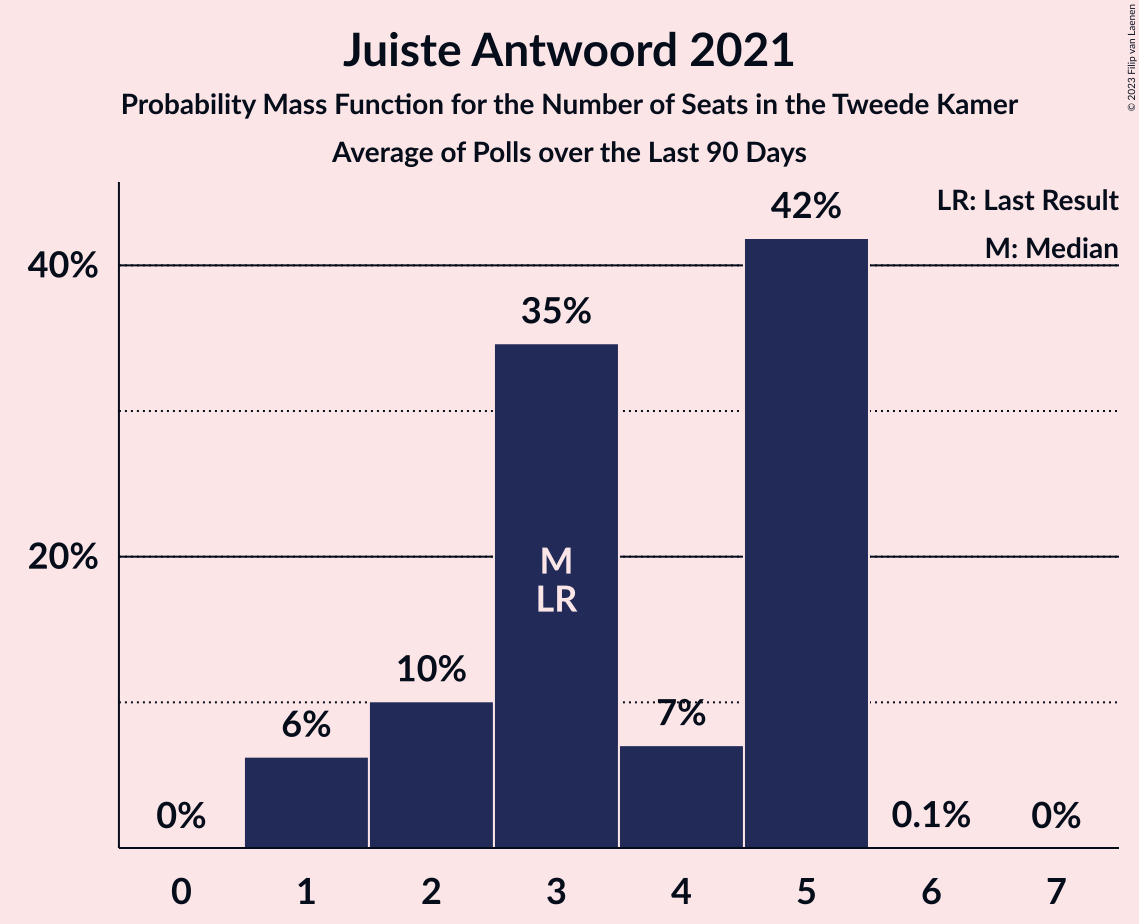 Juiste Antwoord 2021
Probability Mass Function for the Number of Seats in the Tweede Kamer
Average of Polls over the Last 90 Days
© 2023 Filip van Laenen
LR: Last Result
M: Median
42%
40%
35%
20%
M
LR
10%
6%
7%
0%
0.1%
0%
0 1 2 3 4 5 6 7